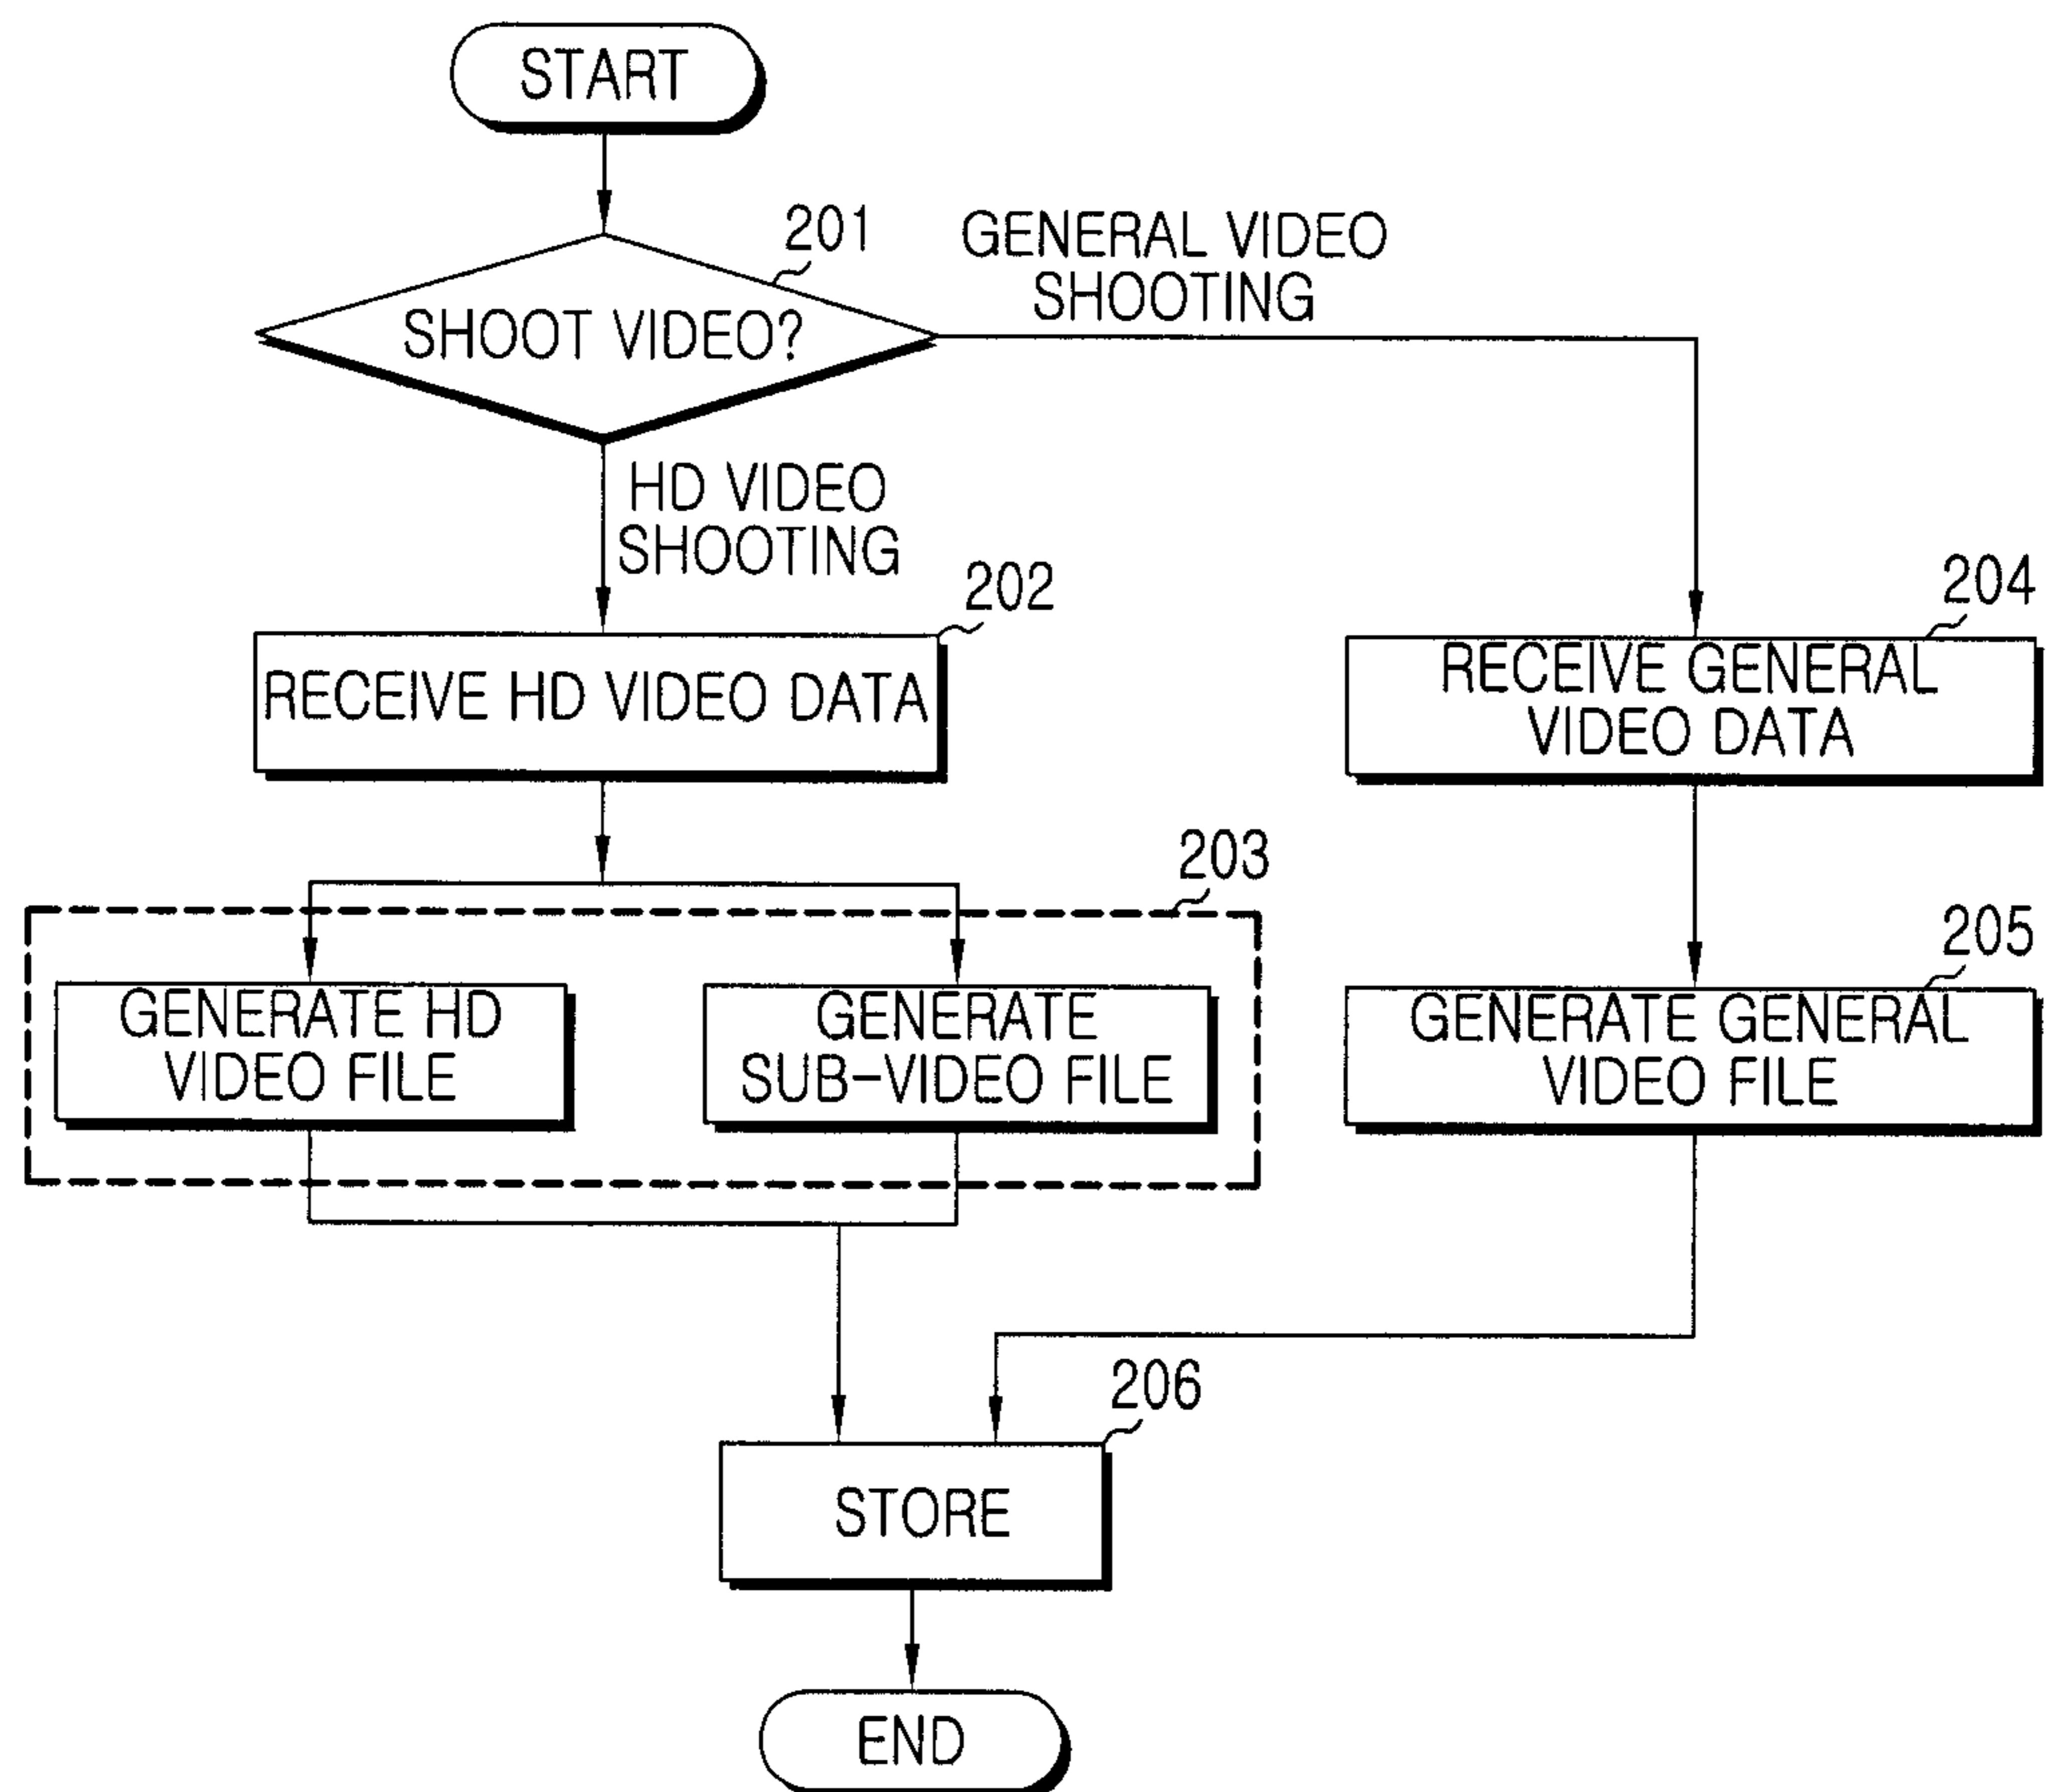 START
201
SHOOT VIDEO?
GENERAL VIDEO
SHOOTING
HD VIDEO
SHOOTING
202
RECEIVE HD VIDEO DATA
204
RECEIVE GENERAL
VIDEO DATA
203
GENERATE HD
VIDEO FILE
GENERATE
SUB-VIDEO FILE
205
GENERATE GENERAL
VIDEO FILE
206
STORE
END